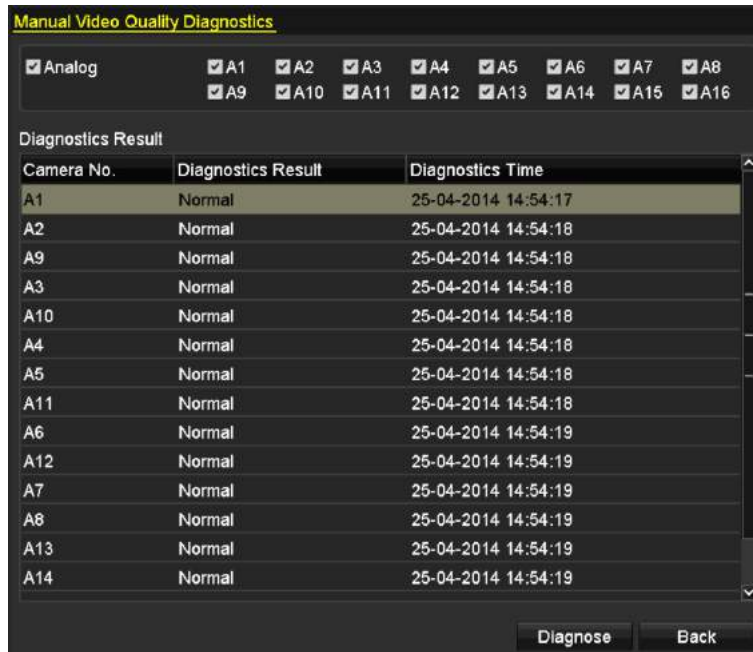 Manual Video Quality Diagnostics
Analog A1 A2 A3 A4 A5 A6 A7 A8
A9 A10 A11 A12 A13 A14 A15 A16
Diagnostics Result
Camera No. Diagnostics Result Diagnostics Time
A1 Normal 25-04-2014 14:54:17
A2 Normal 25-04-2014 14:54:18
A9 Normal 25-04-2014 14:54:18
A3 Normal 25-04-2014 14:54:18
A10 Normal 25-04-2014 14:54:18
A4 Normal 25-04-2014 14:54:18
A5 Normal 25-04-2014 14:54:18
A11 Normal 25-04-2014 14:54:18
A6 Normal 25-04-2014 14:54:19
A12 Normal 25-04-2014 14:54:19
A7 Normal 25-04-2014 14:54:19
A8 Normal 25-04-2014 14:54:19
A13 Normal 25-04-2014 14:54:19
A14 Normal 25-04-2014 14:54:19
Diagnose Back